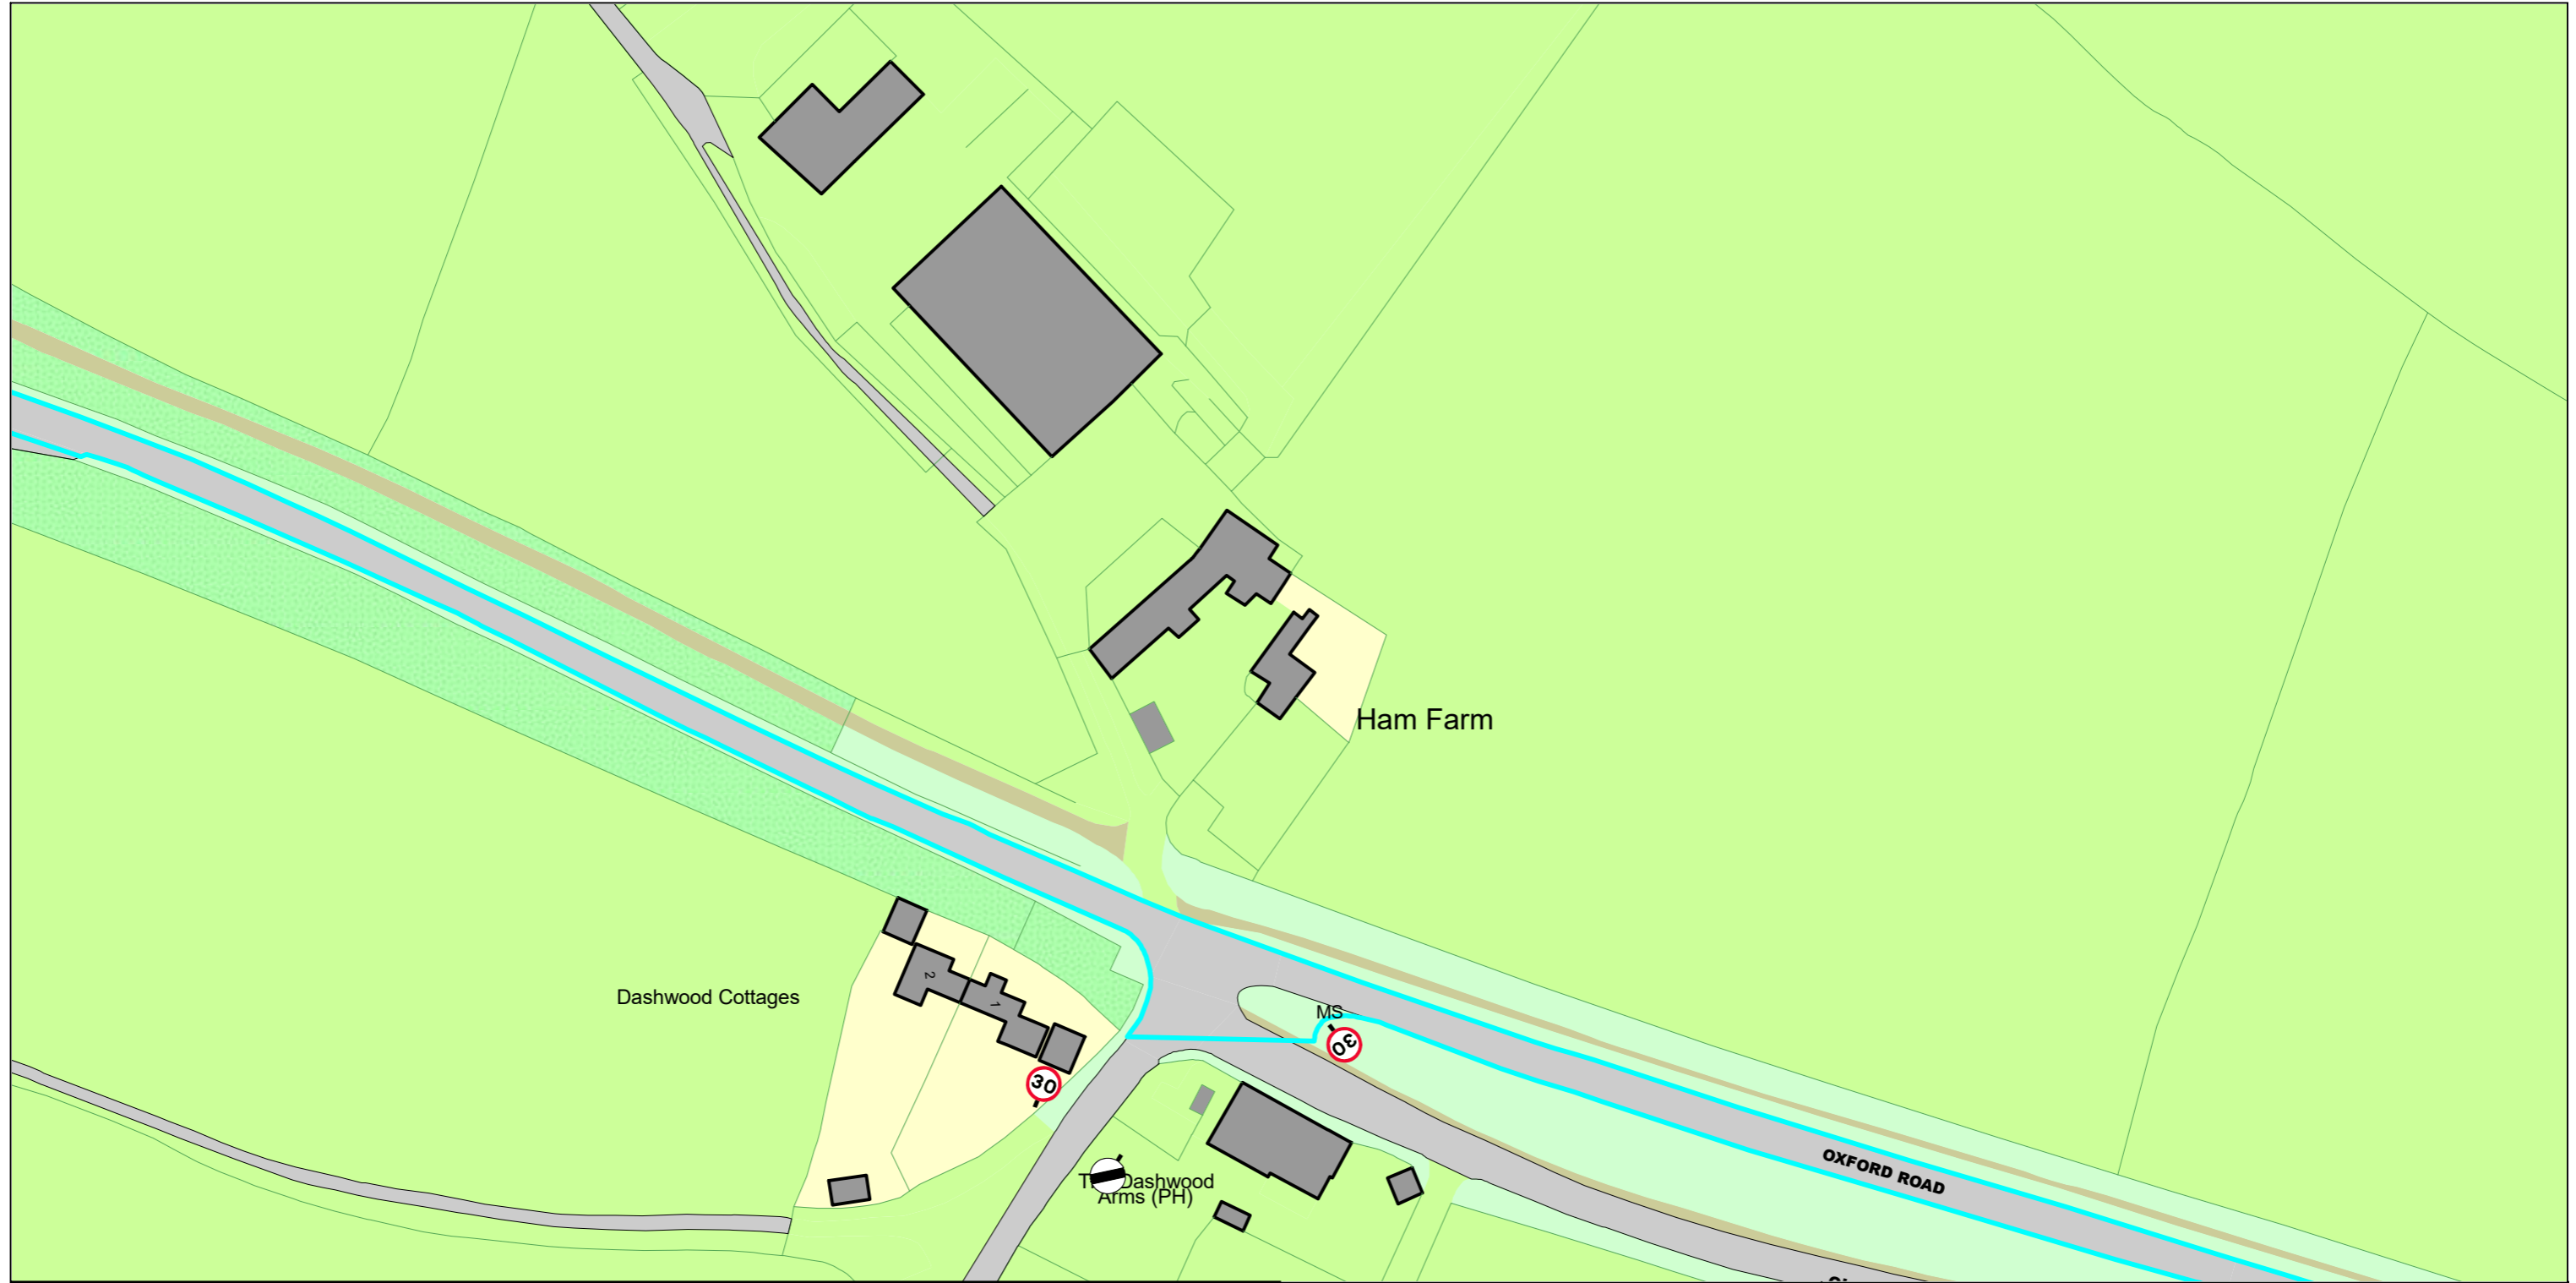 Ham Farm
2
1
Dashwood Cottages
MS
30
30
OXFORD ROAD
Dashwood
Arms (PH)